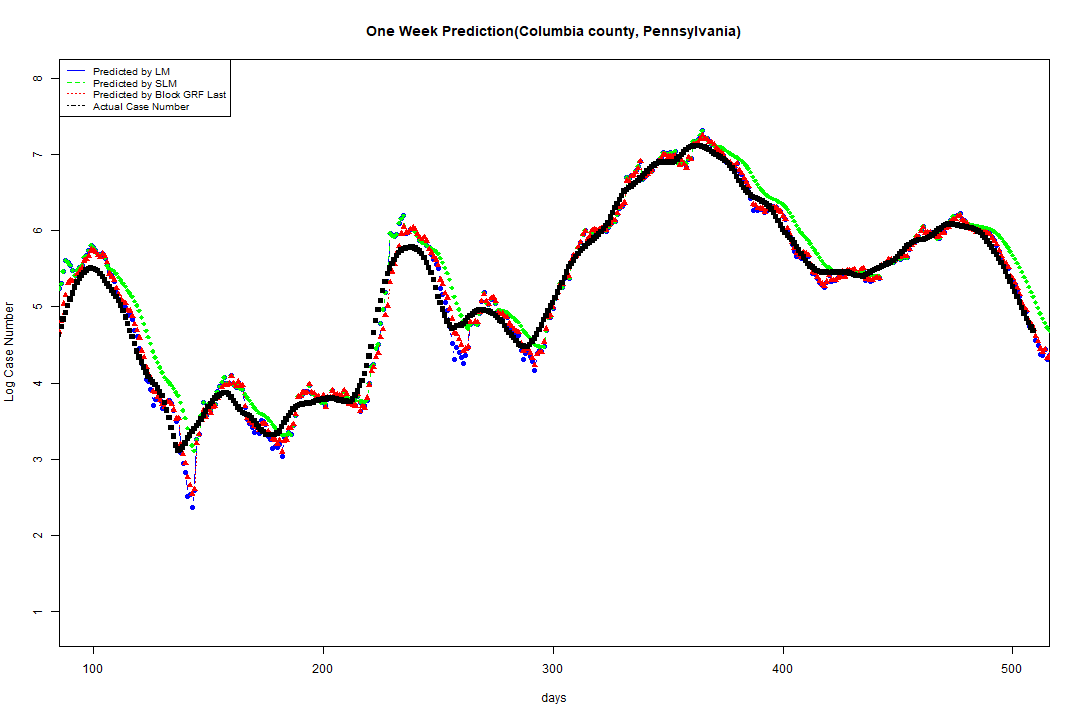 One Week Prediction(Columbia county, Pennsylvania)
Predicted by LM
Predicted by SLM
Predicted by Block GRF Last
Actual Case Number
8
7
6
5
4
3
2
1
Log Case Number
100 200 300 400 500
days